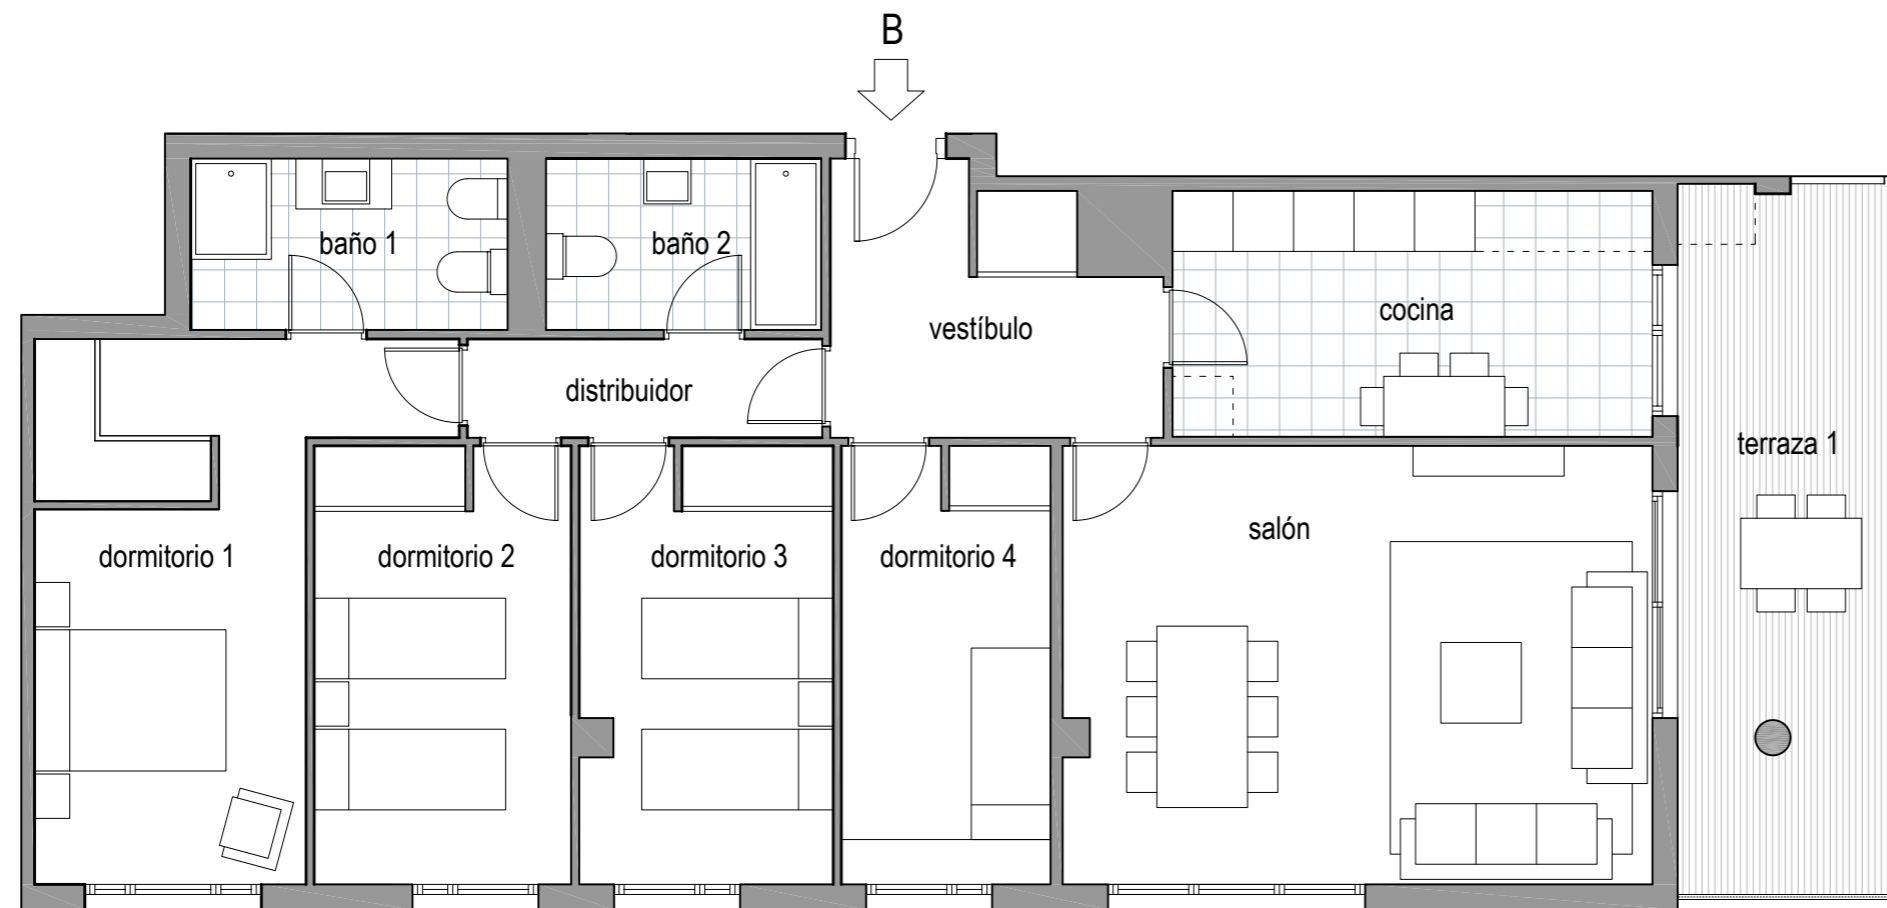 B
baño 1
baño 2
vestíbulo
cocina
distribuidor
terraza 1
salón
dormitorio 1
dormitorio 2
dormitorio 3
dormitorio 4